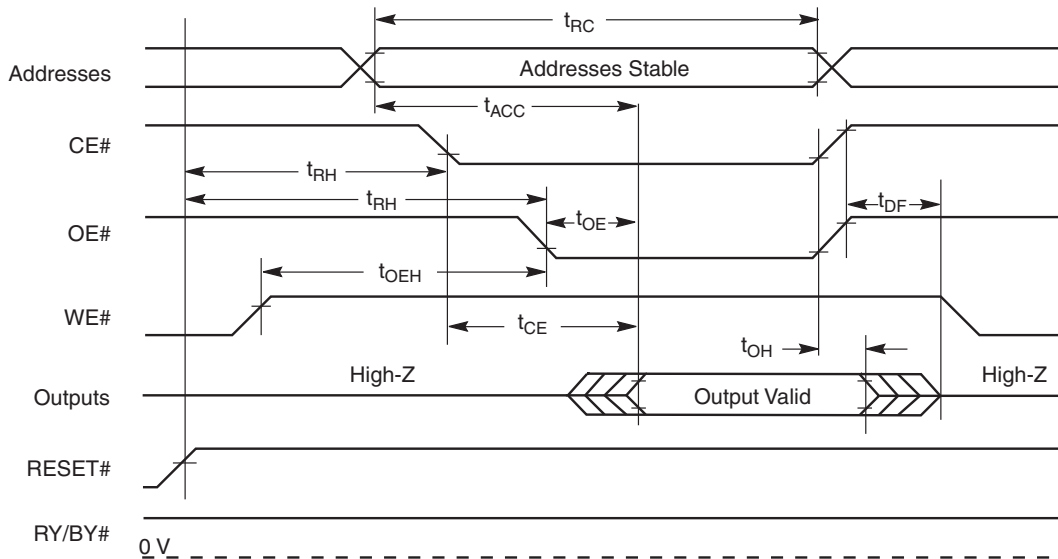 tRC
Addresses
Addresses Stable
tACC
CE#
tRH
tRH
tOE
tDF
OE#
tOEH
WE#
tCE
tOH
High-Z
High-Z
Outputs
Output Valid
RESET#
RY/BY#
0 V